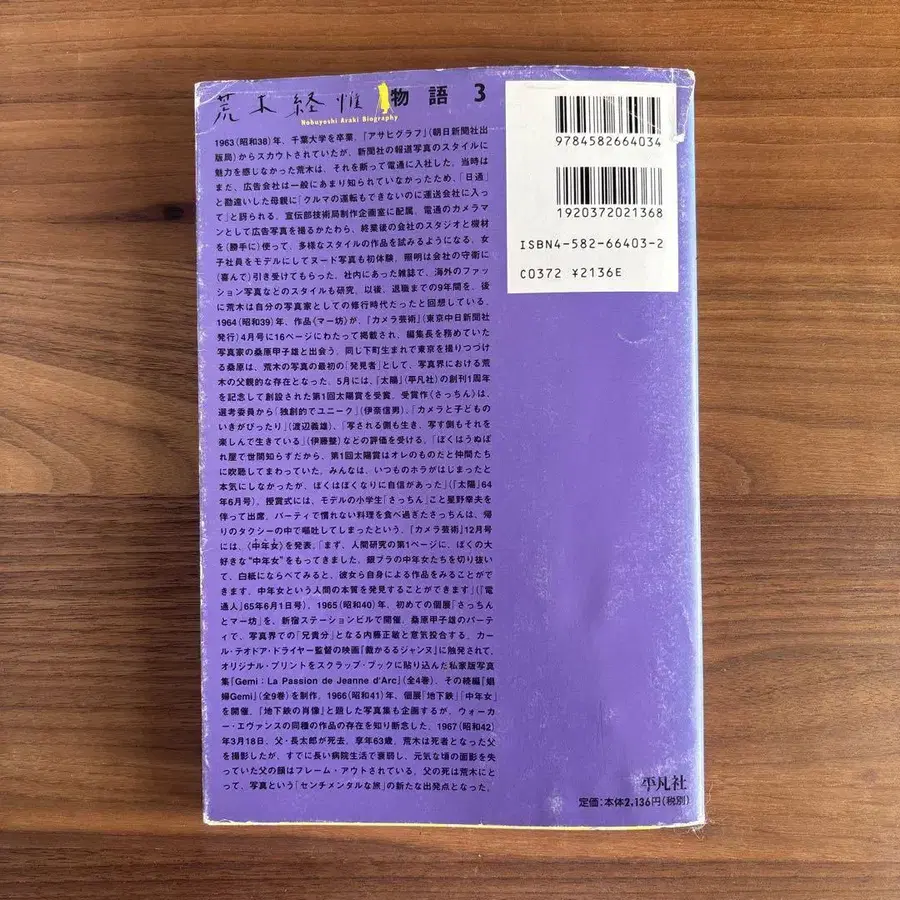 荒木経惟 物語 3
Nobuyoshi Araki Biography
1963(昭和38)年、千葉大学を卒業。『アサヒグラフ』(朝日新聞社出
版局)からスカウトされていたが、新聞社の報道写真のスタイルに
魅力を感じなかった荒木は、それを断って電通に入社した。当時は
まだ、広告会社は一般にあまり知られていなかったため、「日通」
と勘違いした母親に「クルマの運転もできないのに運送会社に入っ
て」と訝られる。宣伝部技術局制作企画室に配属。電通のカメラマ
ンとして広告写真を撮るかたわら、終業後の会社のスタジオと機材
を(勝手に)使って、多様なスタイルの作品を試みるようになる。女
子社員をモデルにしてヌード写真も初体験。照明は会社の守衛に
(喜んで)引き受けてもらった。社内にあった雑誌で、海外のファッ
ション写真などのスタイルも研究。以後、退職までの9年間を、後
に荒木は自分の写真家としての修行時代だったと回想している。
1964(昭和39)年、作品〈マー坊〉が、『カメラ芸術』(東京中日新聞社
発行)4月号に16ページにわたって掲載され、編集長を務めていた
写真家の桑原甲子雄と出会う。同じ下町生まれで東京を撮りつづけ
る桑原は、荒木の写真の最初の「発見者」として、写真界における荒
木の父親的な存在となった。5月には、『太陽』(平凡社)の創刊1周年
を記念して創設された第1回太陽賞を受賞。受賞作〈さっちん〉は、
選考委員から「独創的でユニーク」(伊奈信男)、「カメラと子どもの
いきがぴったり」(渡辺義雄)、「写される側も生き、写す側もそれを
楽しんで生きている」(伊藤整)などの評価を受ける。「ぼくはうぬぼ
れ屋で世間知らずだから、第1回太陽賞はオレのものだと仲間たち
に吹聴してまわっていた。みんなは、いつものホラがはじまったと
本気にしなかったが、ぼくはぼくなりに自信があった」(『太陽』64
年6月号)。授賞式には、モデルの小学生「さっちん」こと星野幸夫を
伴って出席。パーティで慣れない料理を食べ過ぎたさっちんは、帰
りのタクシーの中で嘔吐してしまったという。『カメラ芸術』12月号
には、〈中年女〉を発表。「まず、人間研究の第1ページに、ぼくの大
好きな“中年女”をもってきました。銀ブラの中年女たちを切り抜い
て、白紙にならべてみると、彼女ら自身による作品をみることがで
きます。中年女という人間の本質を発見することができます」(『電
通人』65年6月1日号)。1965(昭和40)年、初めての個展「さっちん
とマー坊」を、新宿ステーションビルで開催。桑原甲子雄のパーテ
ィで、写真界での「兄貴分」となる内藤正敏と意気投合する。カー
ル・テオドア・ドライヤー監督の映画『裁かるるジャンヌ』に触発されて、
オリジナル・プリントをスクラップ・ブックに貼り込んだ私家版写真
集『Gemi:La Passion de Jeanne d'Arc』(全4巻)、その続編『娼
婦Gemi』(全9巻)を制作。1966(昭和41)年、個展「地下鉄」「中年女」
を開催。『地下鉄の肖像』と題した写真集も企画するが、ウォーカ
ー・エヴァンスの同種の作品の存在を知り断念した。1967(昭和42)
年3月18日、父・長太郎が死去。享年63歳。荒木は死者となった父
を撮影したが、すでに長い病院生活で衰弱し、元気な頃の面影を失
っていた父の顔はフレーム・アウトされている。父の死は荒木にと
って、写真という「センチメンタルな旅」の新たな出発点となった。
9784582664034
1920372021368
ISBN4-582-66403-2
C0372 ¥2136E
平凡社
定価:本体2,136円(税別)